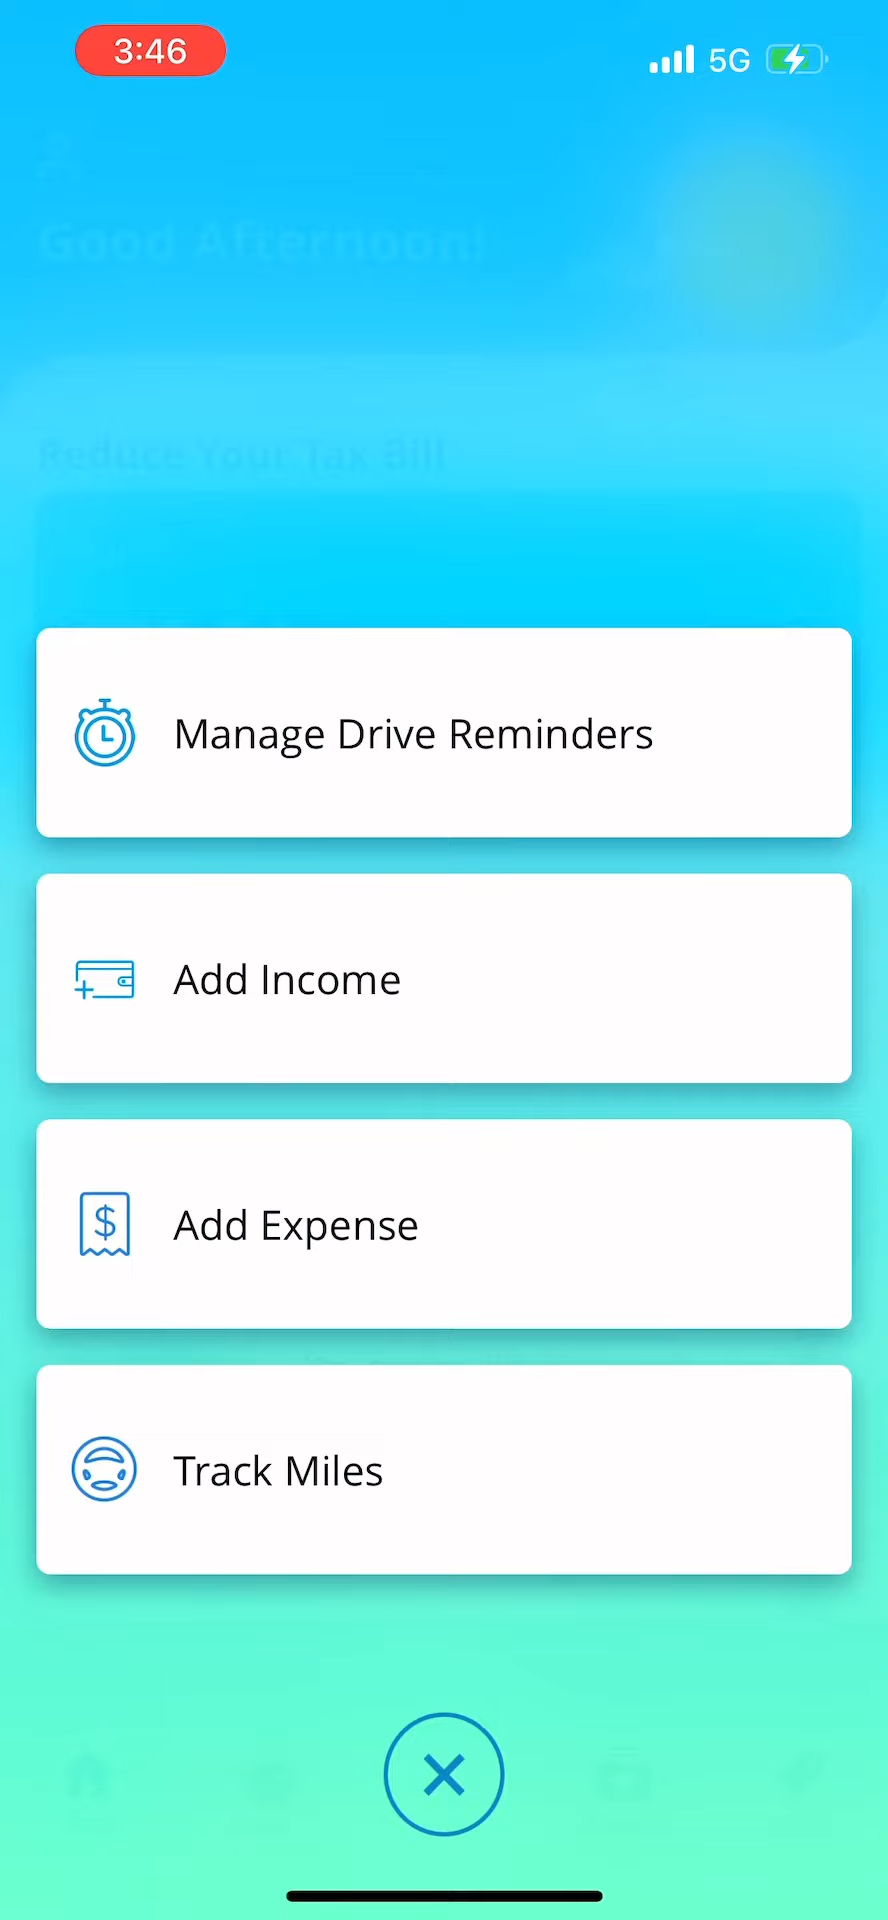 3:46
5G
Good Afternoon!
Reduce Your Tax Bill
Manage Drive Reminders
Add Income
Add Expense
Track Miles